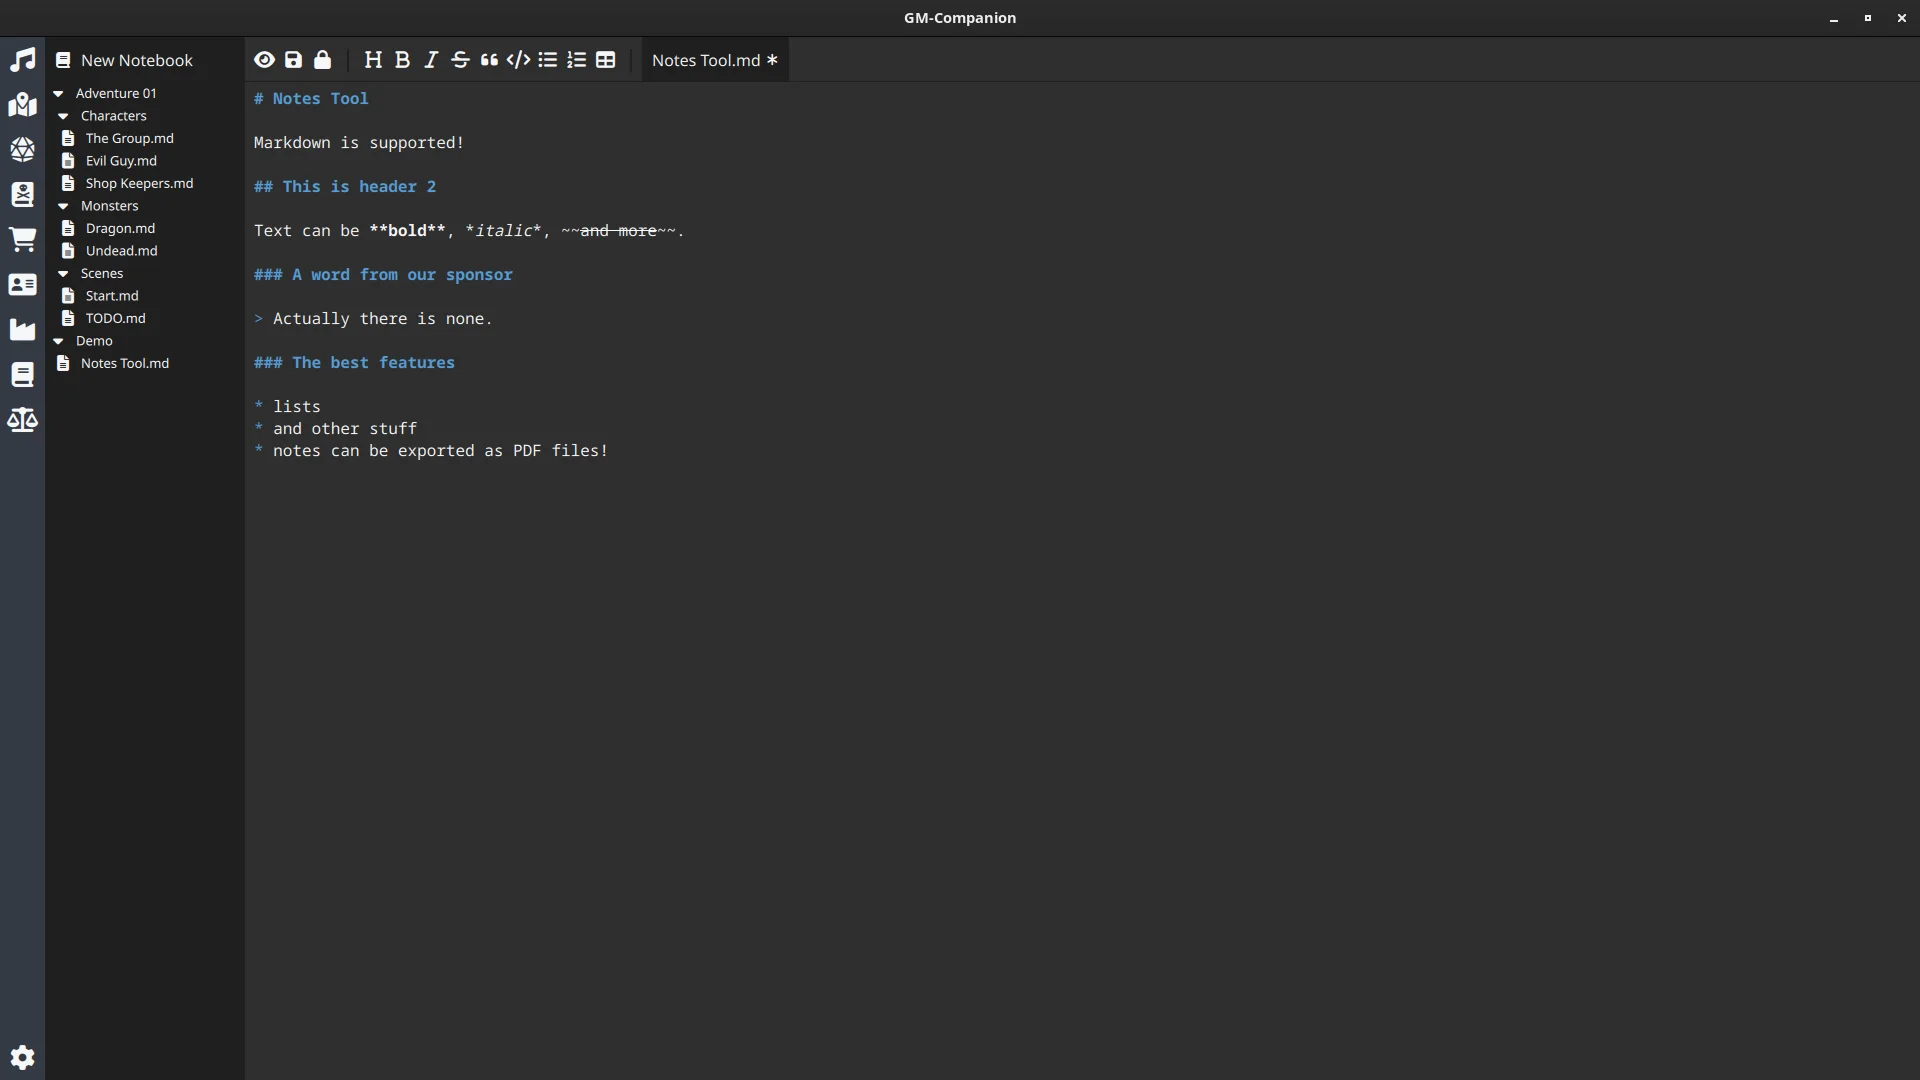 GM-Companion
New Notebook
Notes Tool.md *
Adventure 01
Characters
The Group.md
Evil Guy.md
Shop Keepers.md
Monsters
Dragon.md
Undead.md
Scenes
Start.md
TODO.md
Demo
Notes Tool.md
# Notes Tool
Markdown is supported!
## This is header 2
Text can be **bold**, *italic*, ~~and more~~.
### A word from our sponsor
> Actually there is none.
### The best features
* lists
* and other stuff
* notes can be exported as PDF files!